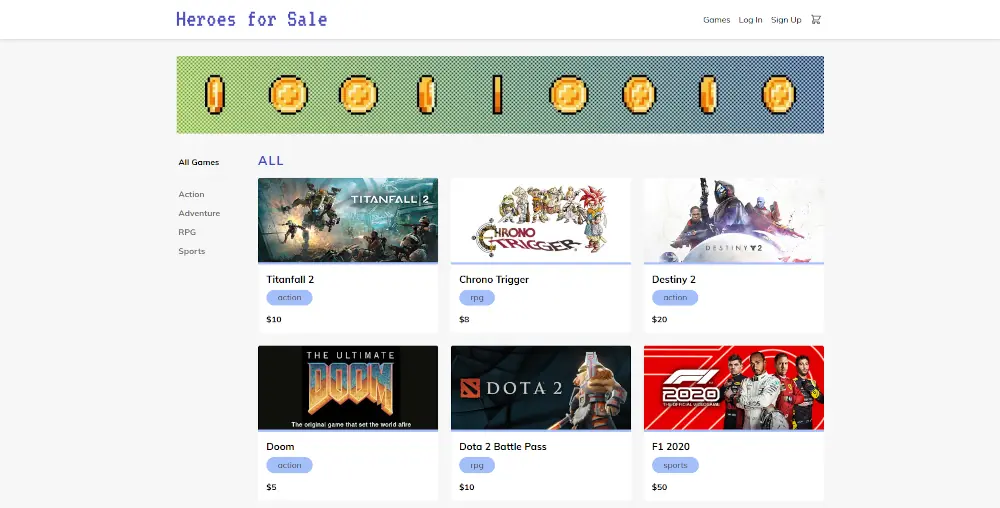 Heroes for Sale
Games Log In Sign Up
All Games
Action
Adventure
RPG
Sports
ALL
TITANFALL 2
Titanfall 2
action
$10
CHRONO
TRIGGER
Chrono Trigger
rpg
$8
DESTINY 2
Destiny 2
action
$20
THE ULTIMATE
DOOM
The original game that set the world afire
Doom
action
$5
DOTA 2
Dota 2 Battle Pass
rpg
$10
F1
2020
THE OFFICIAL VIDEOGAME
F1 2020
sports
$50